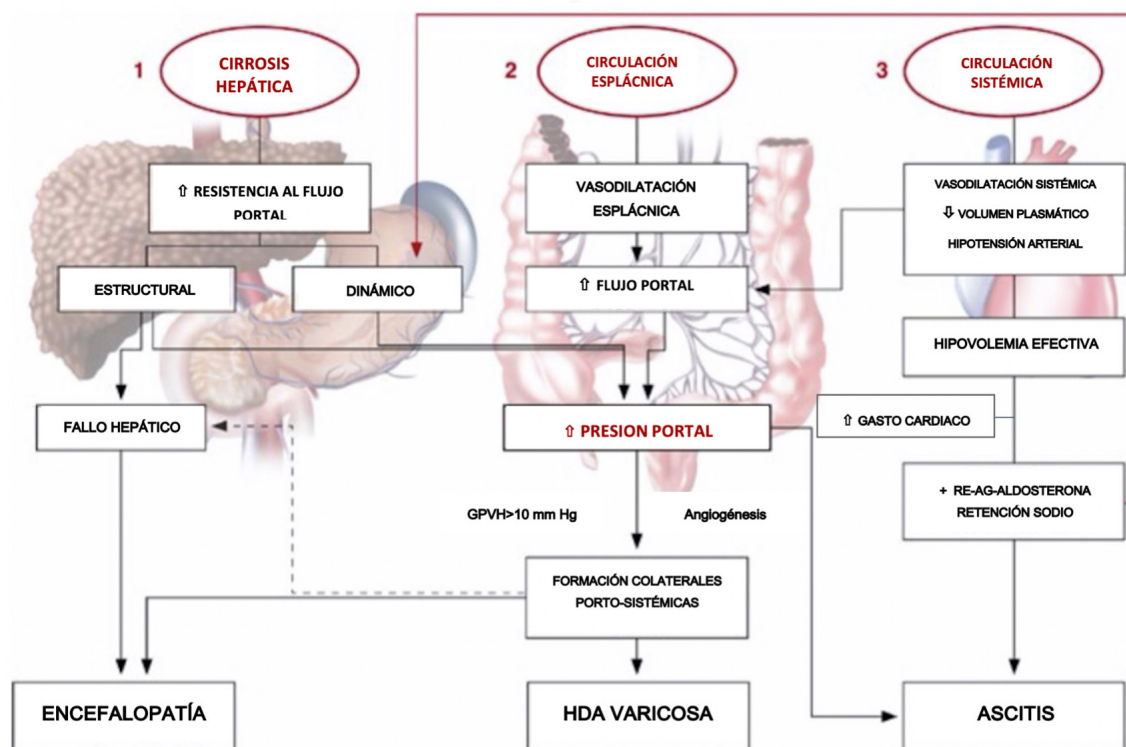 1
CIRROSIS
HEPÁTICA
⇧ RESISTENCIA AL FLUJO
PORTAL
ESTRUCTURAL
DINÁMICO
FALLO HEPÁTICO
ENCEFALOPATÍA
2
CIRCULACIÓN
ESPLÁCNICA
VASODILATACIÓN
ESPLÁCNICA
⇧ FLUJO PORTAL
⇧ PRESION PORTAL
GPVH>10 mm Hg
Angiogénesis
FORMACIÓN COLATERALES
PORTO-SISTÉMICAS
HDA VARICOSA
3
CIRCULACIÓN
SISTÉMICA
VASODILATACIÓN SISTÉMICA
⇩ VOLUMEN PLASMÁTICO
HIPOTENSIÓN ARTERIAL
HIPOVOLEMIA EFECTIVA
⇧ GASTO CARDIACO
+ RE-AG-ALDOSTERONA
RETENCIÓN SODIO
ASCITIS